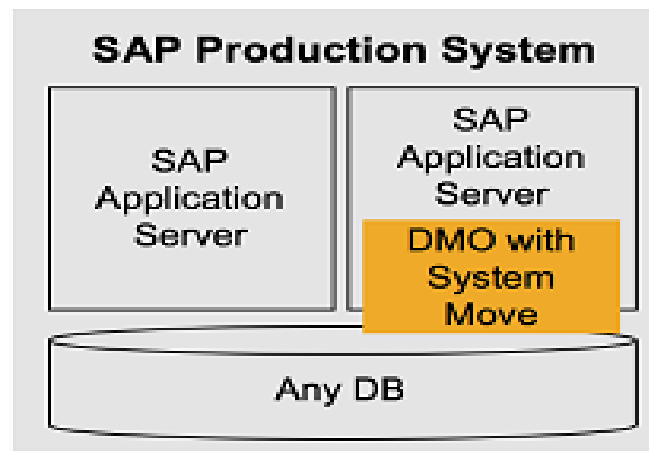 SAP Production System
SAP
Application
Server
SAP
Application
Server
DMO with
System
Move
Any DB